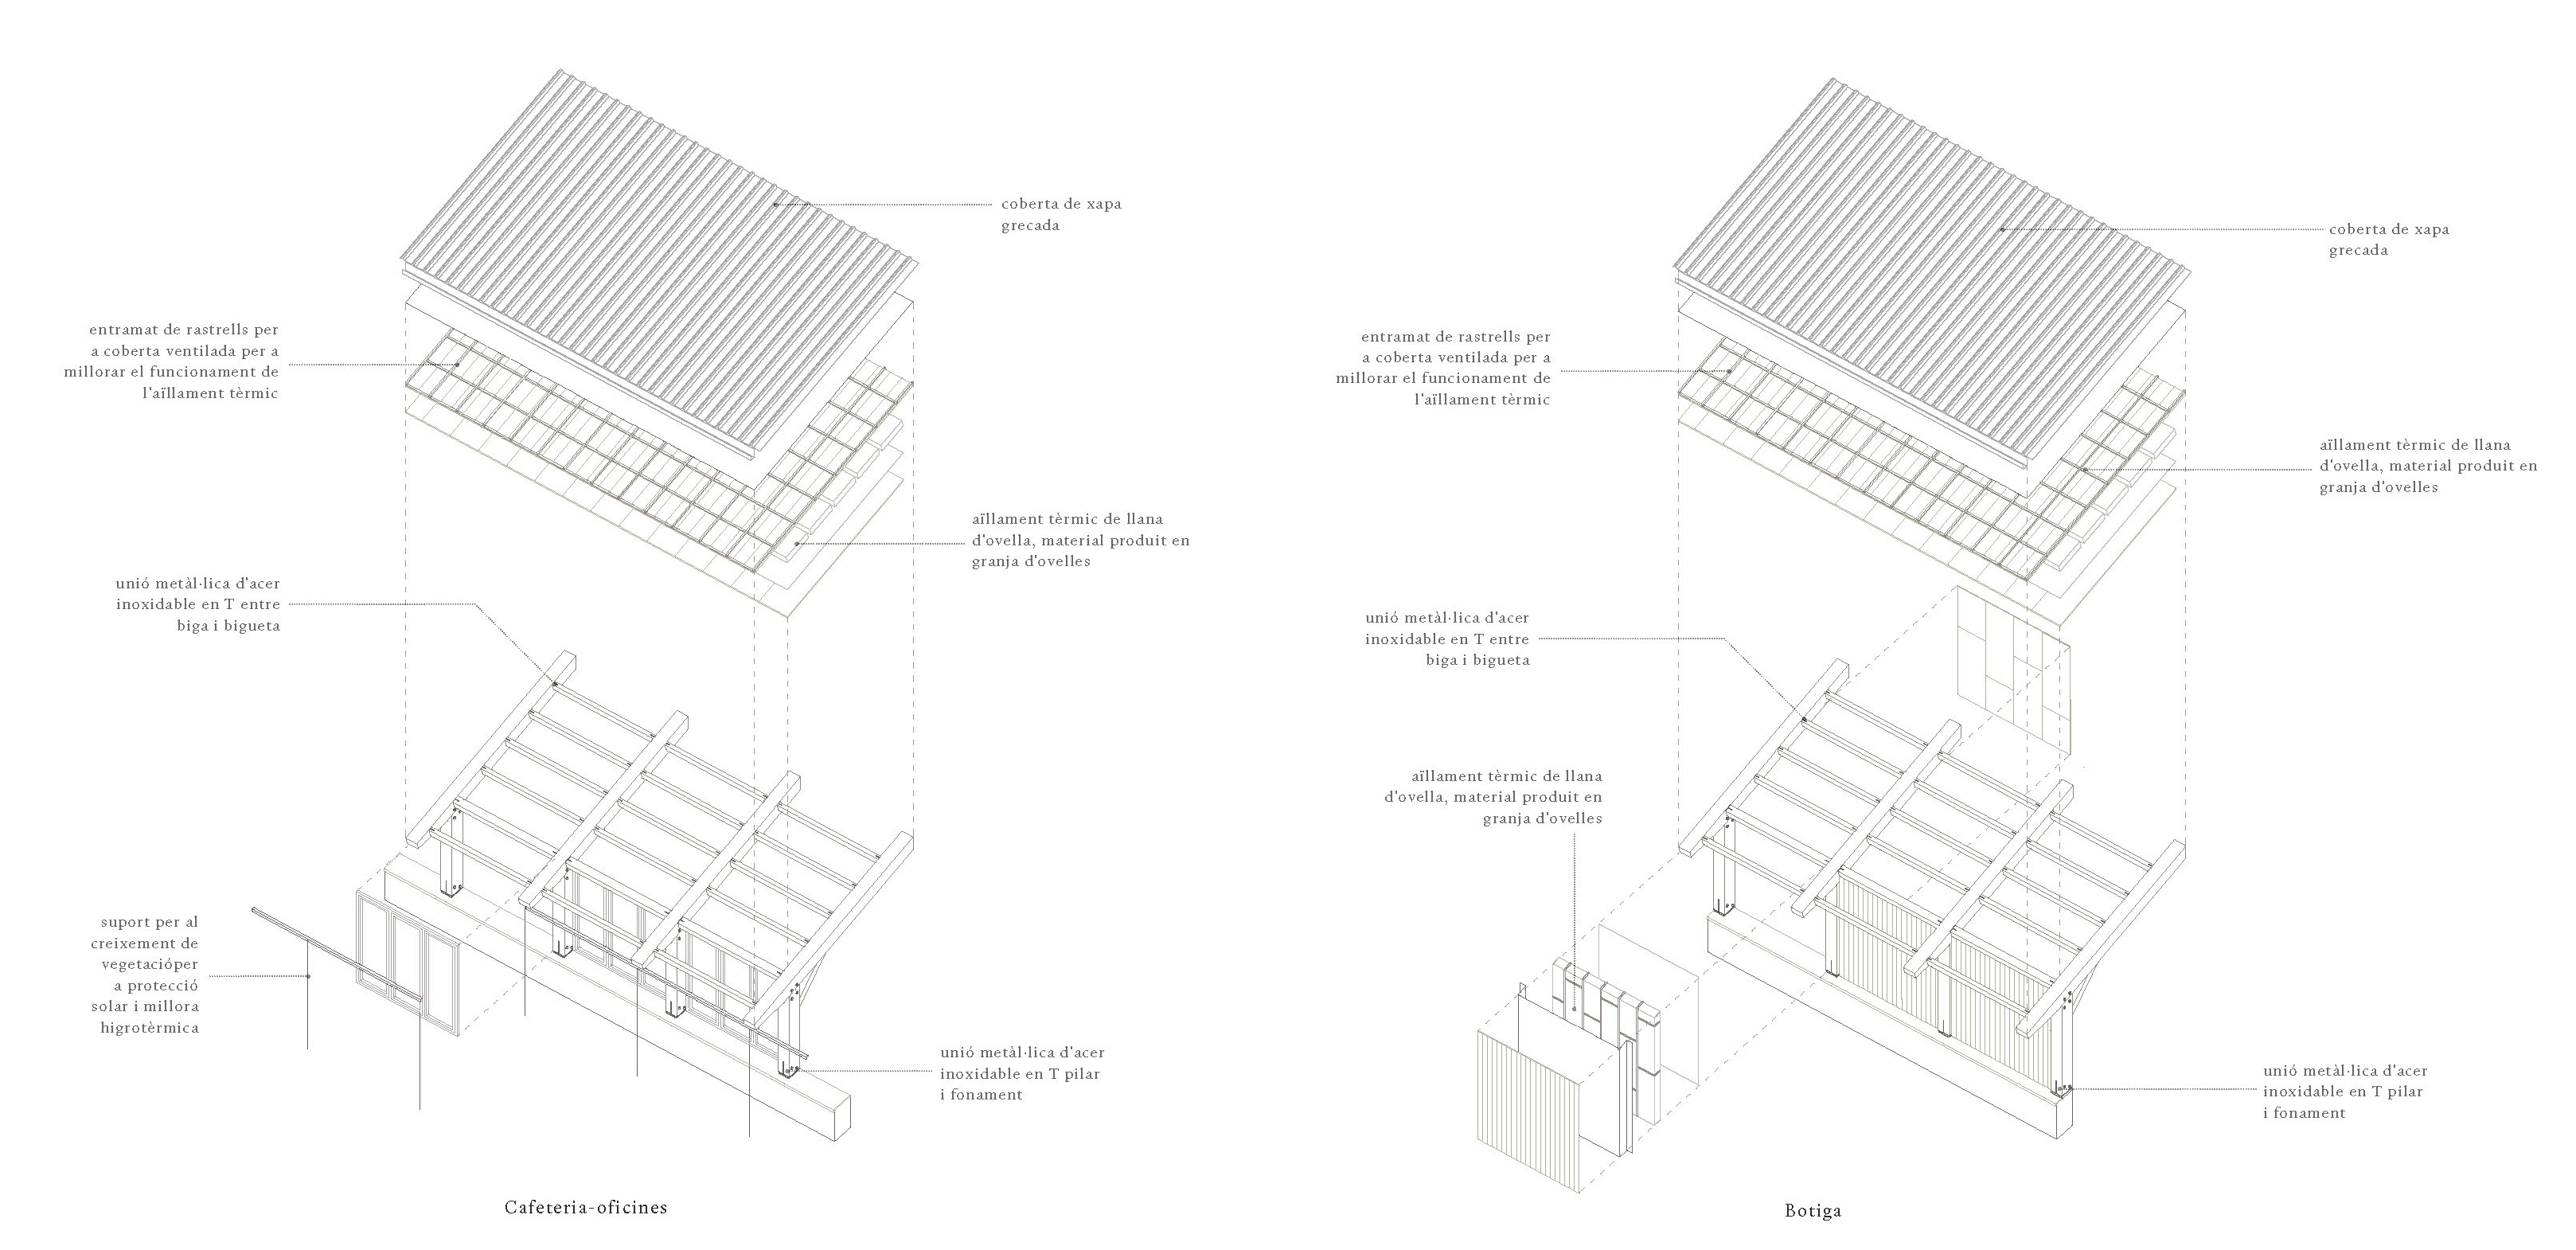 coberta de xapa
grecada
entramat de rastrells per
a coberta ventilada per a
millorar el funcionament de
l'aïllament tèrmic
aïllament tèrmic de llana
d'ovella, material produit en
granja d'ovelles
unió metàl·lica d'acer
inoxidable en T entre
biga i bigueta
suport per al
creixement de
vegetacióper
a protecció
solar i millora
higrotèrmica
unió metàl·lica d'acer
inoxidable en T pilar
i fonament
Cafeteria-oficines
coberta de xapa
grecada
entramat de rastrells per
a coberta ventilada per a
millorar el funcionament de
l'aïllament tèrmic
aïllament tèrmic de llana
d'ovella, material produit en
granja d'ovelles
unió metàl·lica d'acer
inoxidable en T entre
biga i bigueta
aïllament tèrmic de llana
d'ovella, material produit en
granja d'ovelles
unió metàl·lica d'acer
inoxidable en T pilar
i fonament
Botiga